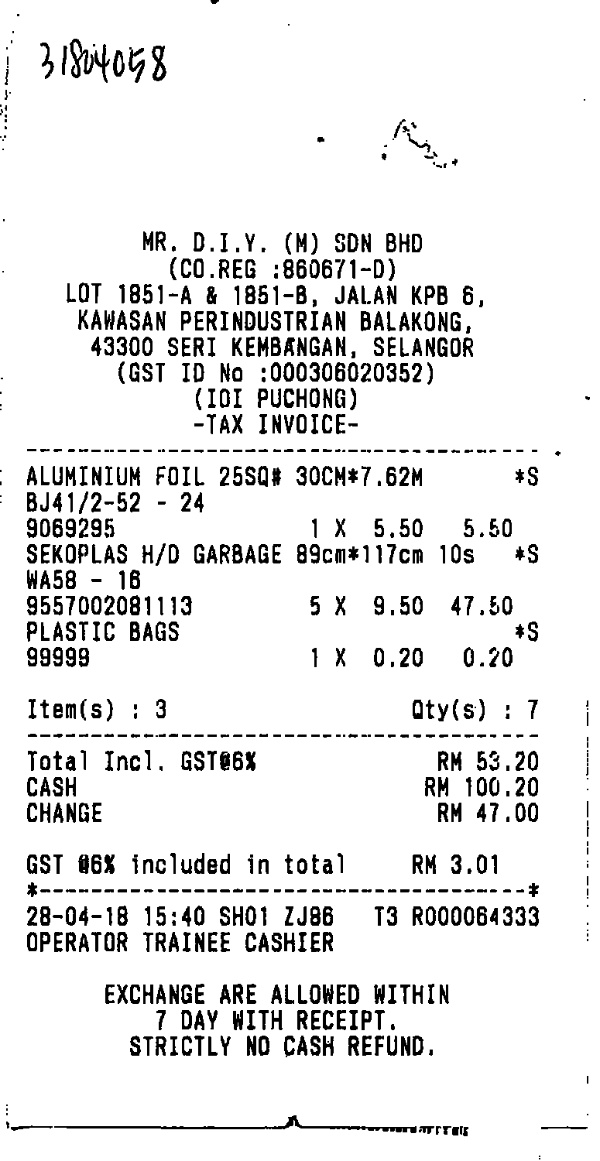 31804058
MR. D.I.Y. (M) SDN BHD
(CO.REG :860671-D)
LOT 1851-A & 1851-B, JALAN KPB 6,
KAWASAN PERINDUSTRIAN BALAKONG,
43300 SERI KEMBANGAN, SELANGOR
(GST ID No :000306020352)
(IOI PUCHONG)
-TAX INVOICE-
ALUMINIUM FOIL 25SQ# 30CM*7.62M *S
BJ41/2-52 - 24
9069295 1 X 5.50 5.50
SEKOPLAS H/D GARBAGE 89cm*117cm 10s *S
WA58 - 16
9557002081113 5 X 9.50 47.50
PLASTIC BAGS *S
99999 1 X 0.20 0.20
Item(s) : 3 Qty(s) : 7
Total Incl. GST@6% RM 53.20
CASH RM 100.20
CHANGE RM 47.00
GST @6% included in total RM 3.01
*--------------------------------------*
28-04-18 15:40 SH01 ZJ86 T3 R000064333
OPERATOR TRAINEE CASHIER
EXCHANGE ARE ALLOWED WITHIN
7 DAY WITH RECEIPT.
STRICTLY NO CASH REFUND.